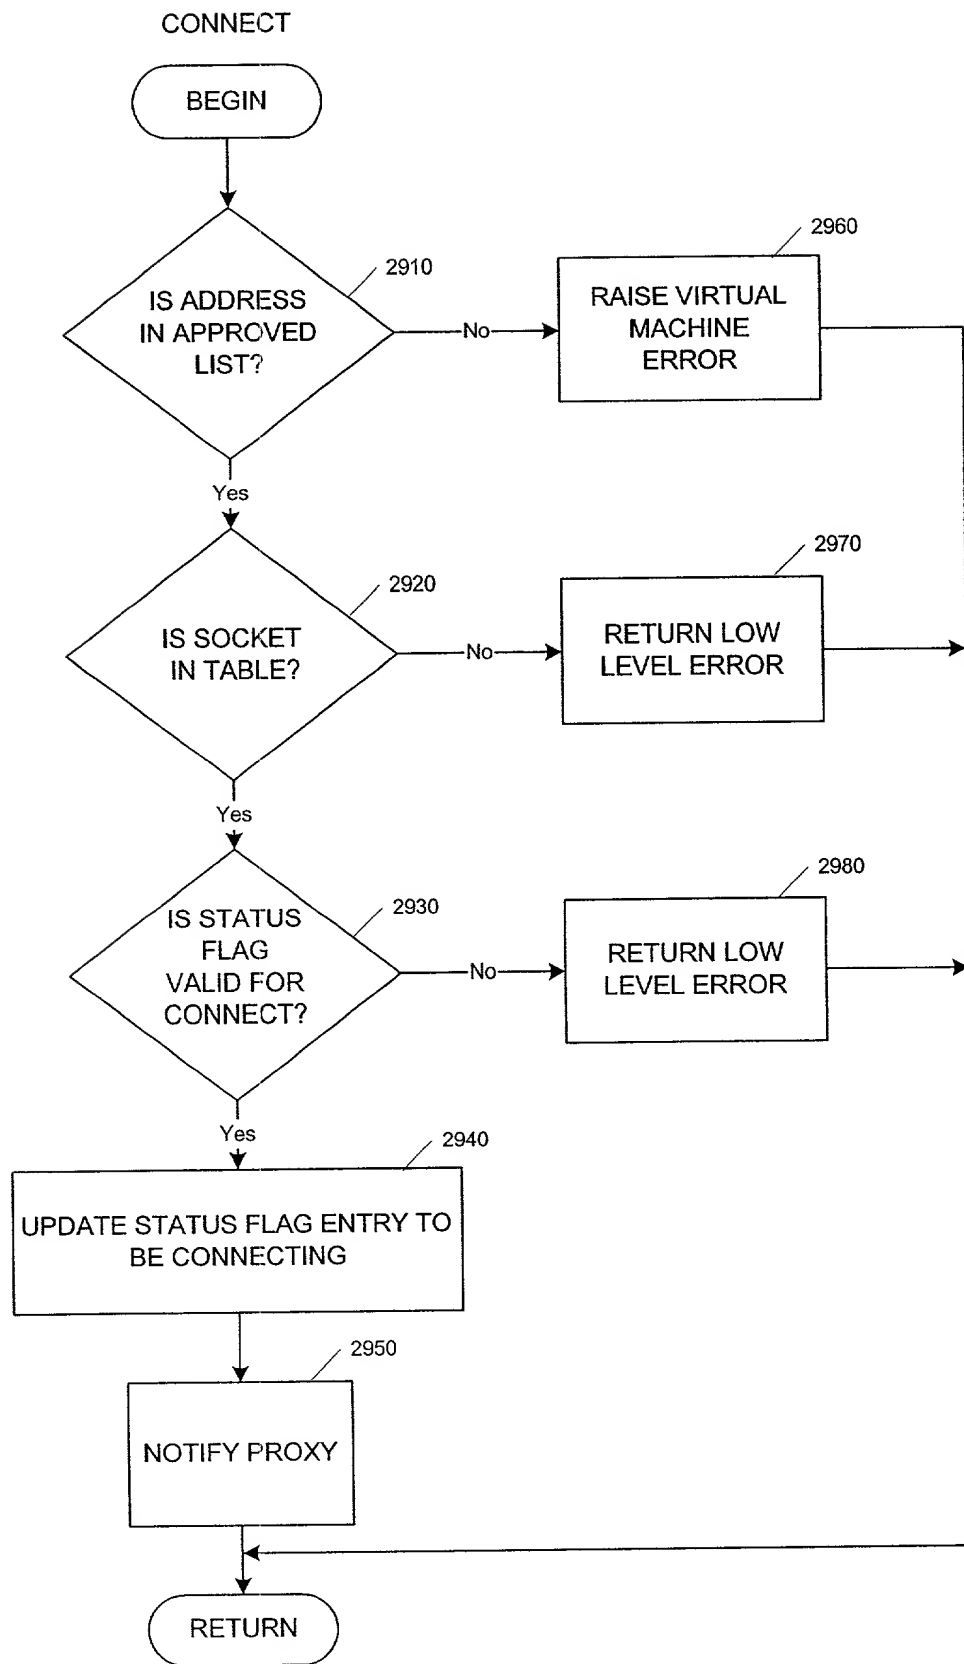 CONNECT
BEGIN
2910
IS ADDRESS
IN APPROVED
LIST?
No
2960
RAISE VIRTUAL
MACHINE
ERROR
Yes
2920
IS SOCKET
IN TABLE?
No
2970
RETURN LOW
LEVEL ERROR
Yes
2930
IS STATUS
FLAG
VALID FOR
CONNECT?
No
2980
RETURN LOW
LEVEL ERROR
Yes
2940
UPDATE STATUS FLAG ENTRY TO
BE CONNECTING
2950
NOTIFY PROXY
RETURN